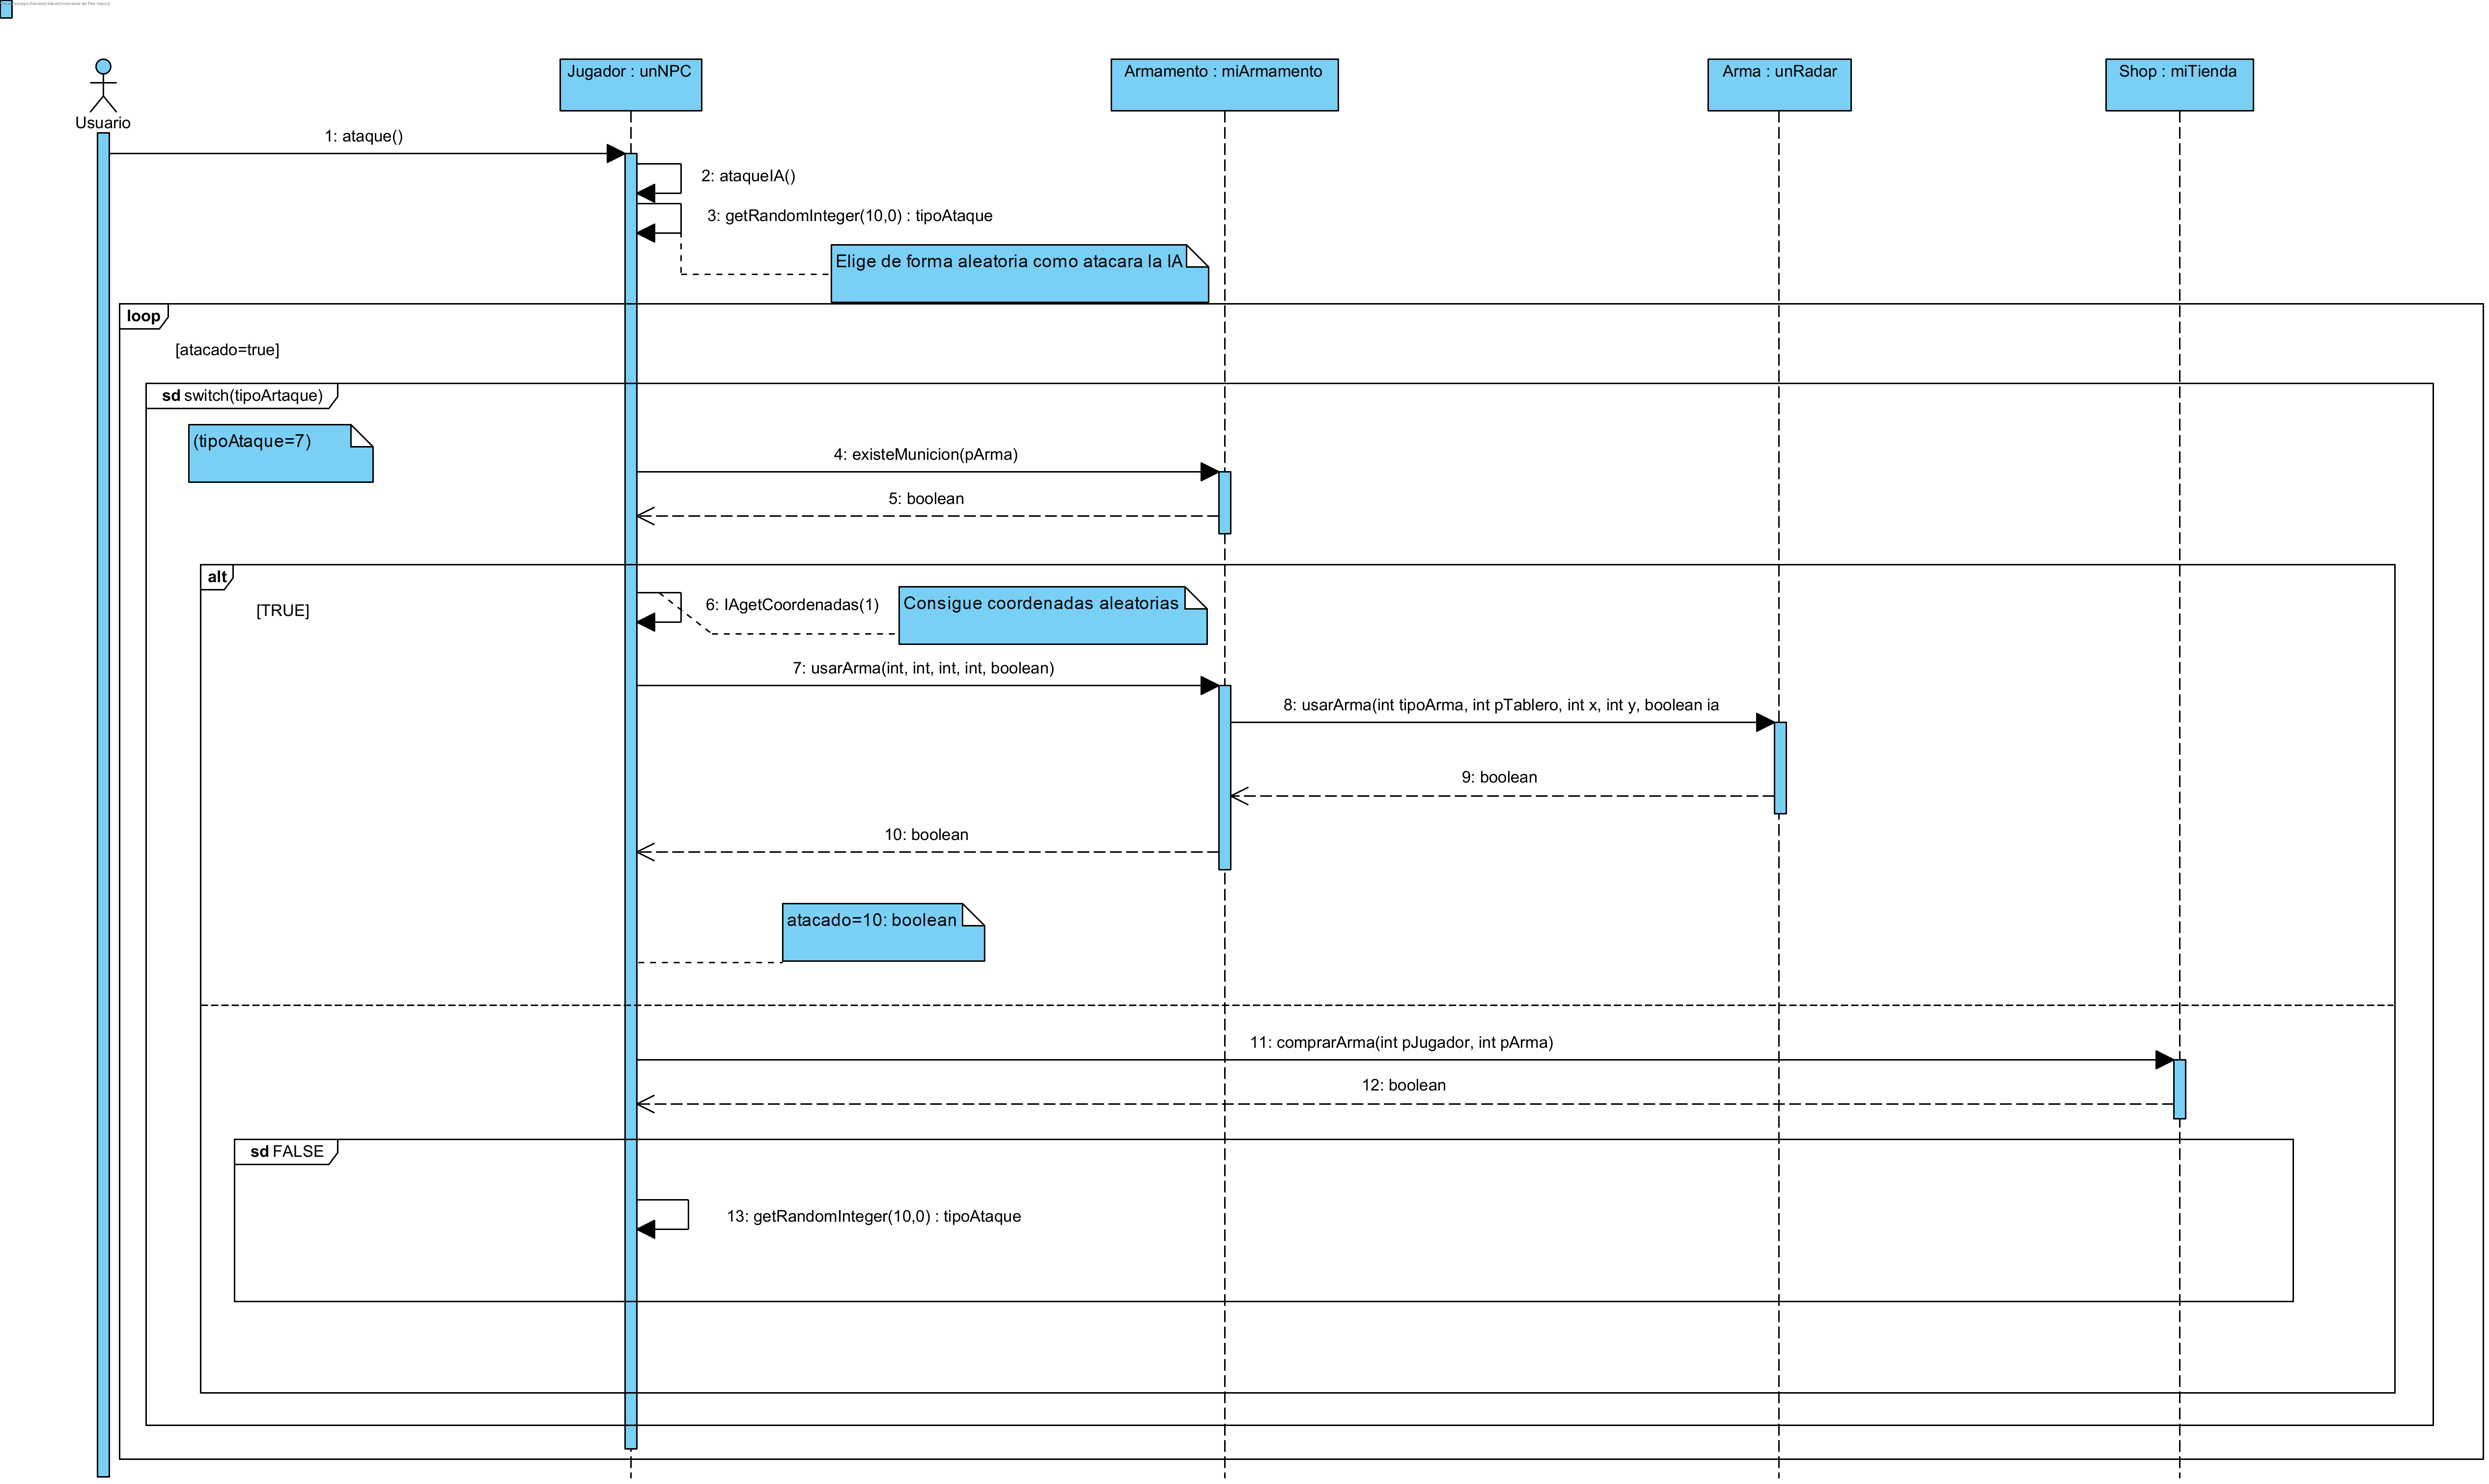 Jugador : unNPC
Armamento : miArmamento
Arma : unRadar
Shop : miTienda
Usuario
1: ataque()
2: ataqueIA()
3: getRandomInteger(10,0) : tipoAtaque
Elige de forma aleatoria como atacara la IA
loop
[atacado=true]
sd switch(tipoArtaque)
(tipoAtaque=7)
4: existeMunicion(pArma)
5: boolean
alt
[TRUE]
6: IAgetCoordenadas(1)
Consigue coordenadas aleatorias
7: usarArma(int, int, int, int, boolean)
8: usarArma(int tipoArma, int pTablero, int x, int y, boolean ia
9: boolean
10: boolean
atacado=10: boolean
11: comprarArma(int pJugador, int pArma)
12: boolean
sd FALSE
13: getRandomInteger(10,0) : tipoAtaque